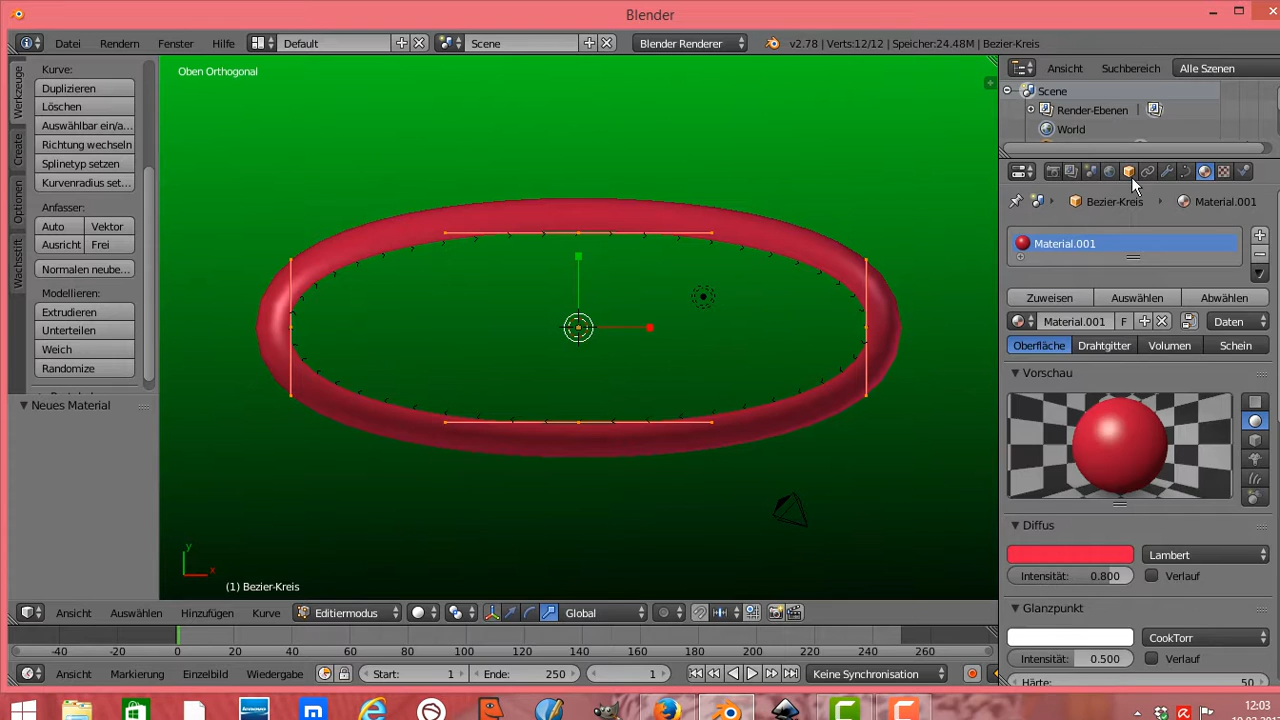 Blender
Datei Rendern Fenster Hilfe Default Scene Blender Renderer v2.78 | Verts:12/12 | Speicher:24.48M | Bezier-Kreis
Werkzeuge
Create
Optionen
Wachsstift
Kurve:
Duplizieren
Löschen
Auswählbar ein/a...
Richtung wechseln
Splinetyp setzen
Kurvenradius set...
Anfasser:
Auto Vektor
Ausricht Frei
Normalen neube...
Modellieren:
Extrudieren
Unterteilen
Weich
Randomize
Neues Material
Oben Orthogonal
y
x
(1) Bezier-Kreis
Ansicht Suchbereich Alle Szenen
Scene
Render-Ebenen |
World
Bezier-Kreis Material.001
Material.001
Zuweisen Auswählen Abwählen
Material.001 F Daten
Oberfläche Drahtgitter Volumen Schein
Vorschau
Diffus
Lambert
Intensität: 0.800 Verlauf
Glanzpunkt
CookTorr
Intensität: 0.500 Verlauf
Härte: 50
Ansicht Auswählen Hinzufügen Kurve Editiermodus Global
-40 -20 0 20 40 60 80 100 120 140 160 180 200 220 240 260
Ansicht Markierung Einzelbild Wiedergabe Start: 1 Ende: 250 1 Keine Synchronisation
12:03